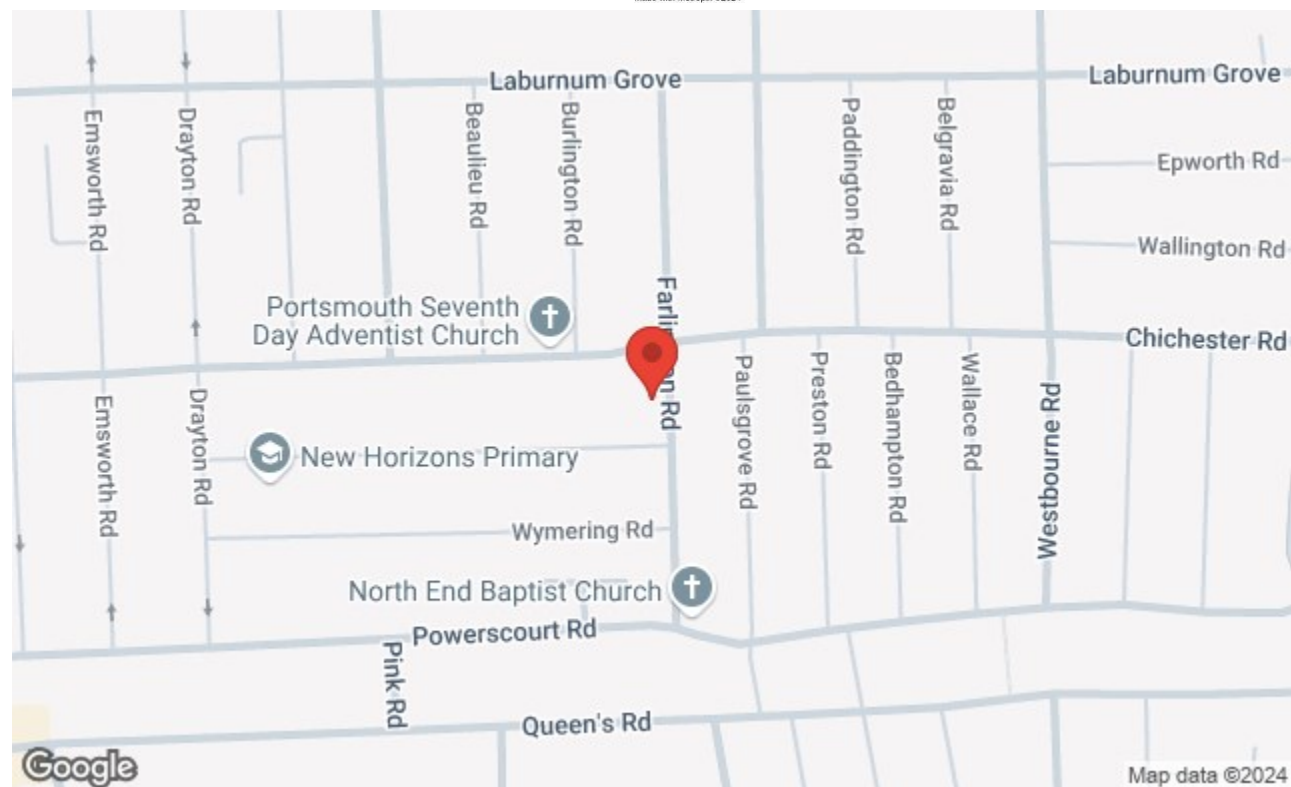 Laburnum Grove
Laburnum Grove
Emsworth Rd
Drayton Rd
Beaulieu Rd
Burlington Rd
Paddington Rd
Belgravia Rd
Epworth Rd
Wallington Rd
Portsmouth Seventh
Day Adventist Church
Chichester Rd
Emsworth Rd
Drayton Rd
Paulsgrove Rd
Preston Rd
Bedhampton Rd
Wallace Rd
Westbourne Rd
New Horizons Primary
Wymering Rd
North End Baptist Church
Powerscourt Rd
Pink Rd
Queen's Rd
Google
Map data ©2024